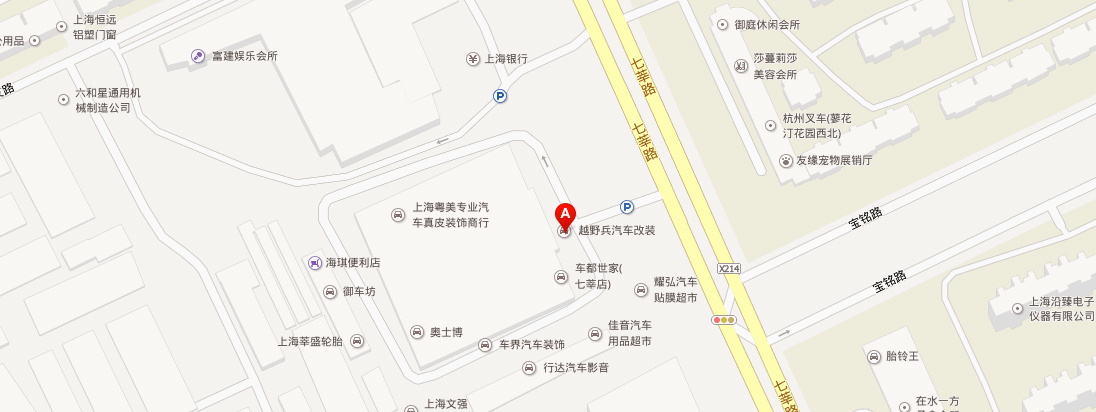 上海恒远
铝塑门窗
公用品
富建娱乐会所
上海银行
六和星通用机
械制造公司
路
P
七莘路
七莘路
御庭休闲会所
莎蔓莉莎
美容会所
杭州叉车(蓼花
汀花园西北)
友缘宠物展销厅
上海粤美专业汽
车真皮装饰商行
A
P
越野兵汽车改装
宝铭路
海琪便利店
御车坊
车都世家(
七莘店)
耀弘汽车
贴膜超市
X214
宝铭路
上海沿臻电子
仪器有限公司
上海莘盛轮胎
奥士博
车界汽车装饰
佳音汽车
用品超市
行达汽车影音
胎铃王
七莘路
上海文强
在水一方